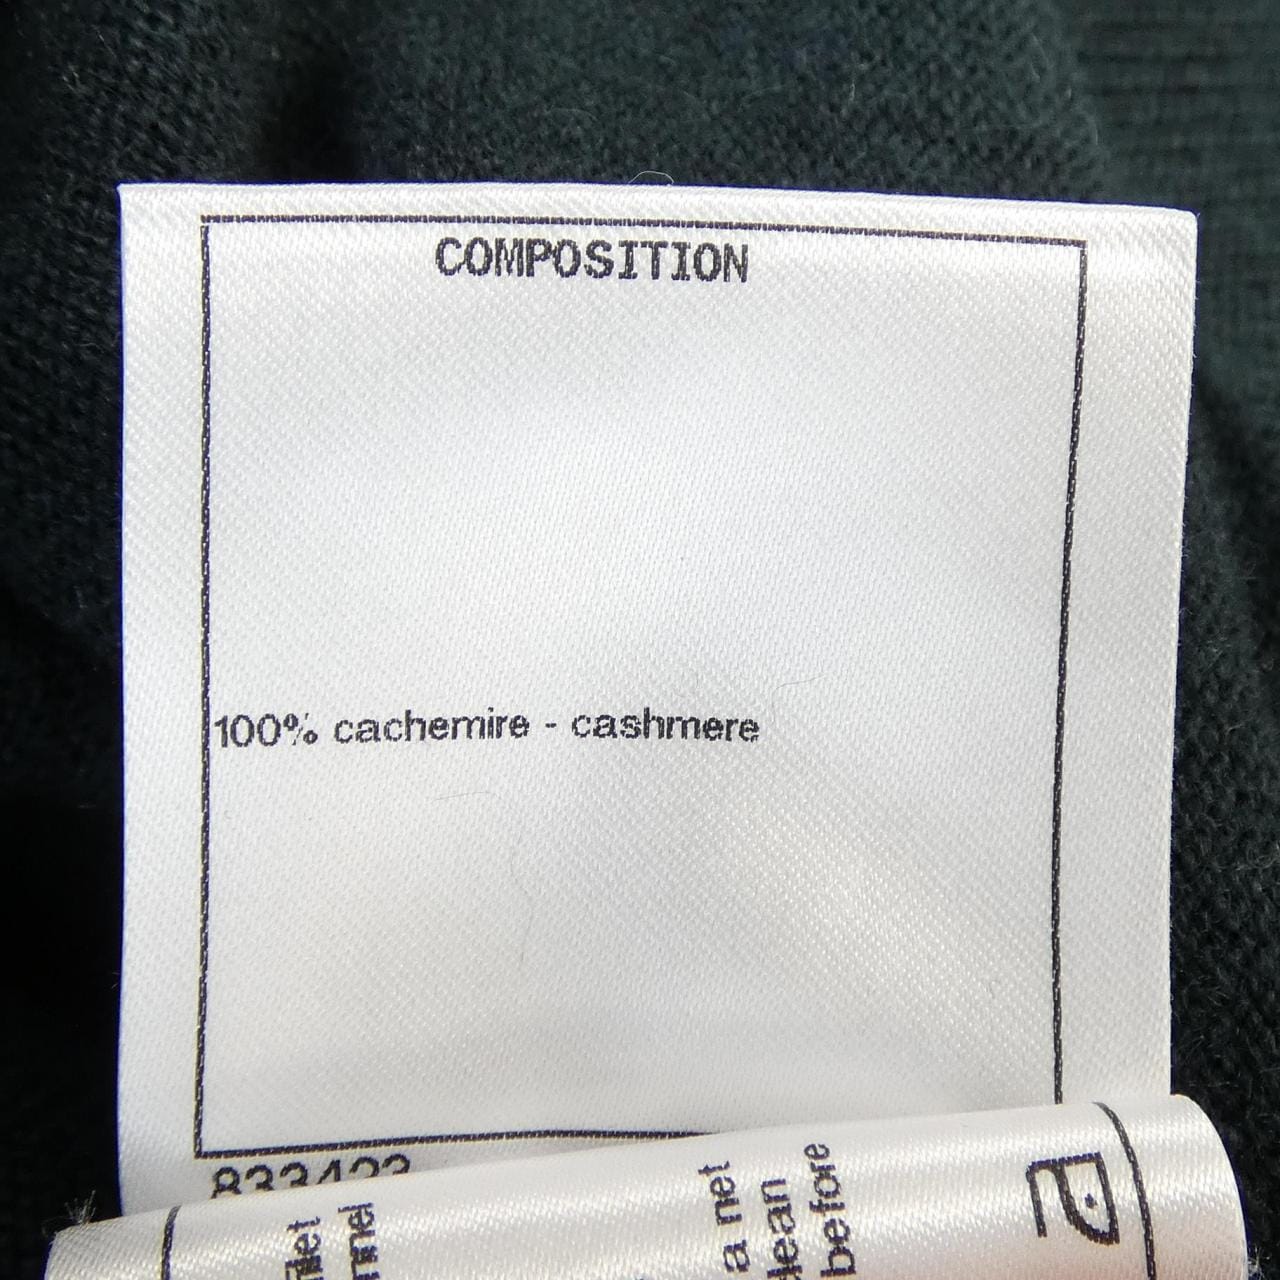 COMPOSITION
100% cachemire - cashmere
a net
clean
before